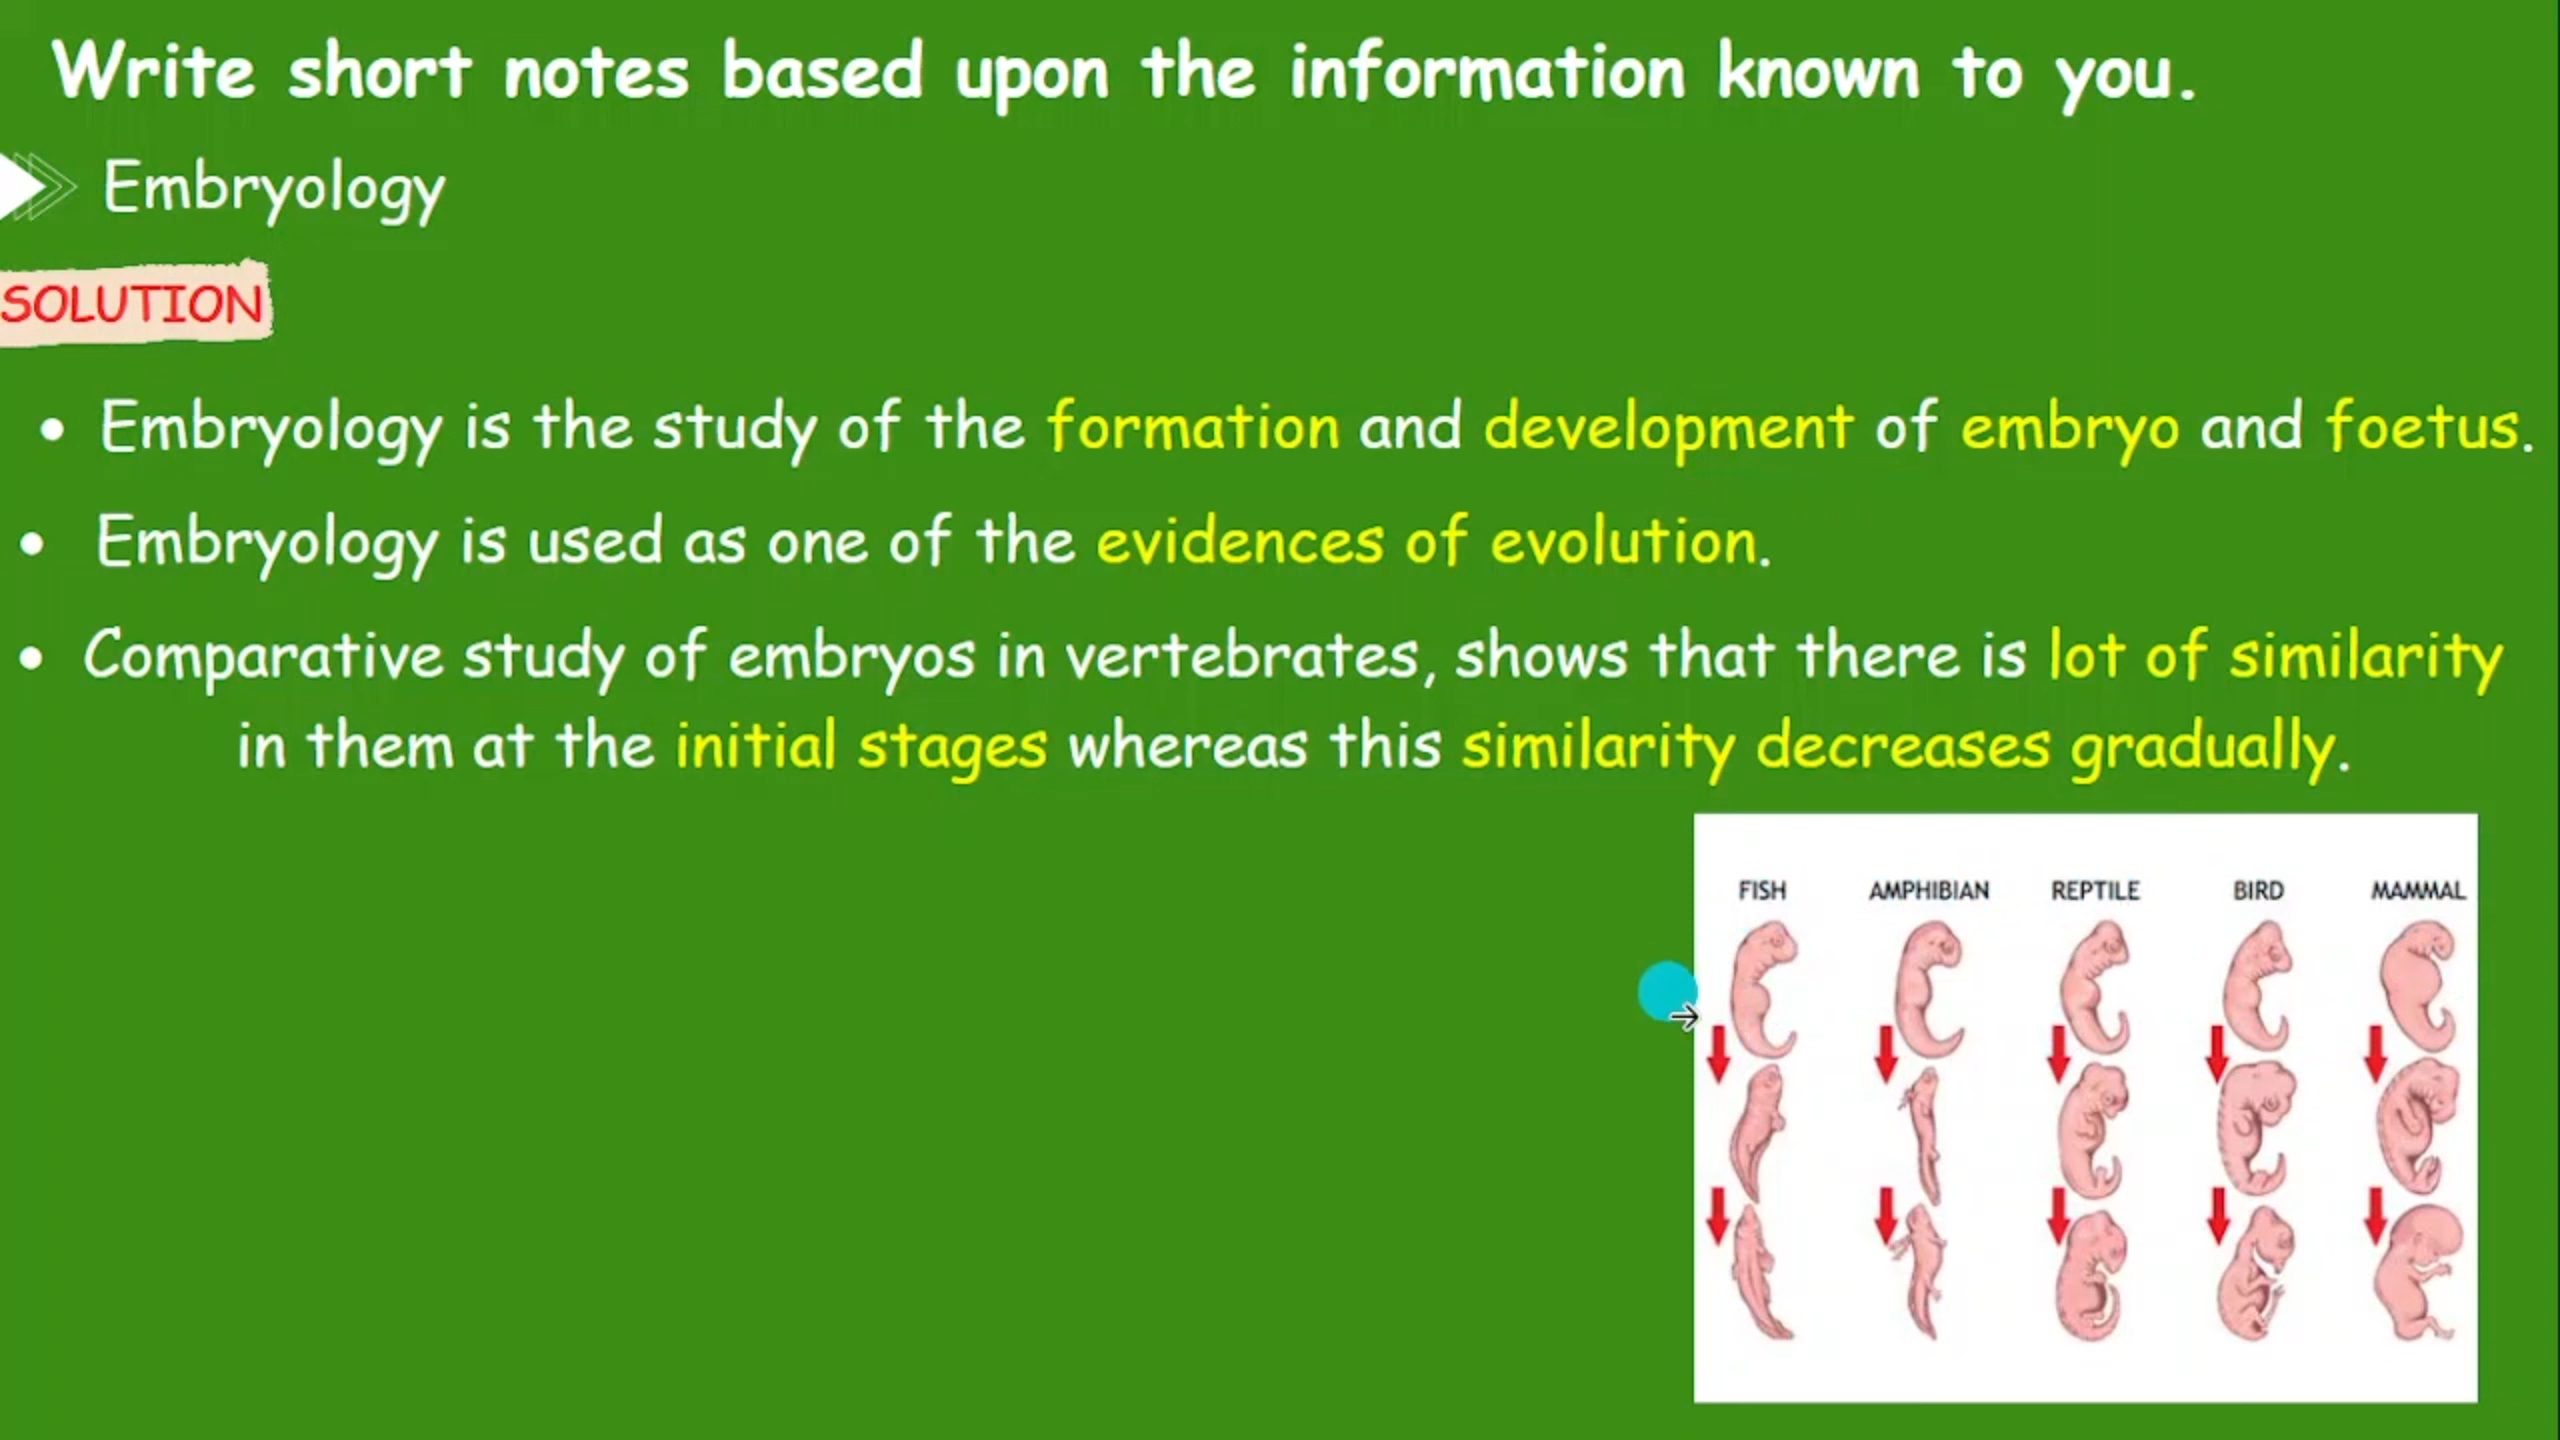 Write short notes based upon the information known to you.
Embryology
SOLUTION
• Embryology is the study of the formation and development of embryo and foetus.
• Embryology is used as one of the evidences of evolution.
• Comparative study of embryos in vertebrates, shows that there is lot of similarity
in them at the initial stages whereas this similarity decreases gradually.
FISH AMPHIBIAN REPTILE BIRD MAMMAL